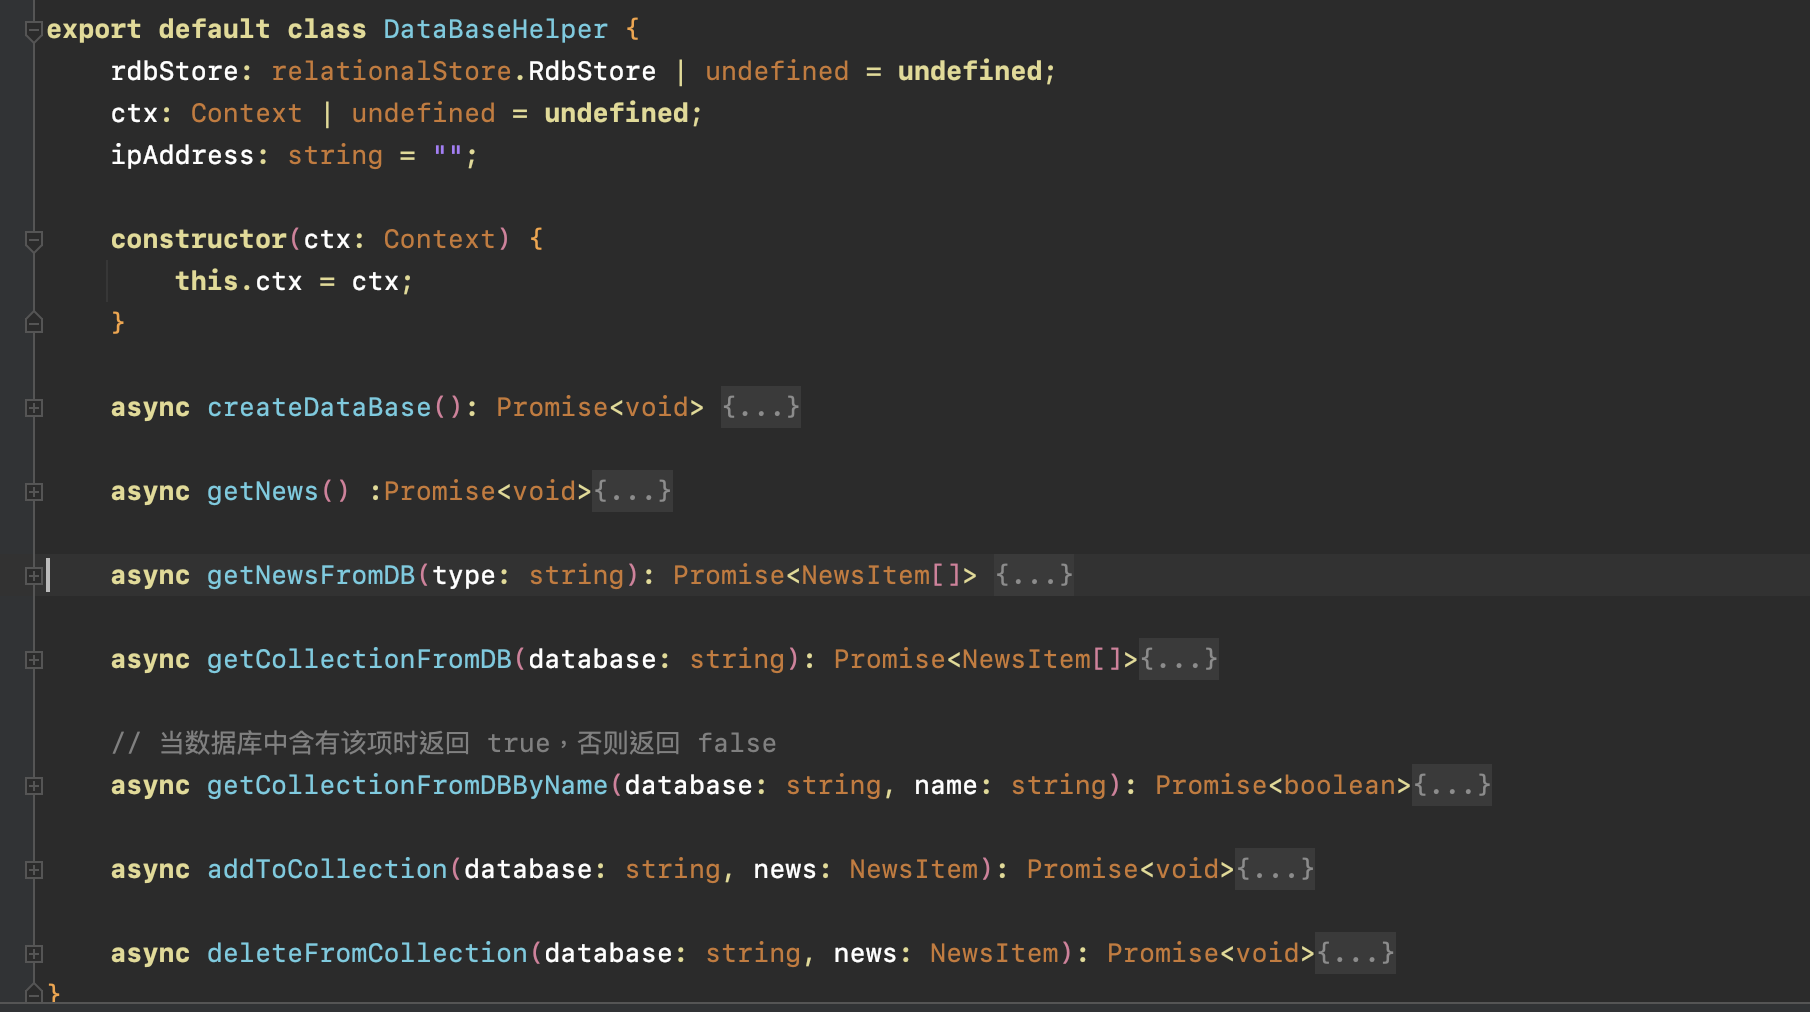 export default class DataBaseHelper {
rdbStore: relationalStore.RdbStore | undefined = undefined;
ctx: Context | undefined = undefined;
ipAddress: string = "";
constructor(ctx: Context) {
this.ctx = ctx;
}
async createDataBase(): Promise<void> {...}
async getNews() :Promise<void>{...}
async getNewsFromDB(type: string): Promise<NewsItem[]> {...}
async getCollectionFromDB(database: string): Promise<NewsItem[]>{...}
// 当数据库中含有该项时返回 true，否则返回 false
async getCollectionFromDBByName(database: string, name: string): Promise<boolean>{...}
async addToCollection(database: string, news: NewsItem): Promise<void>{...}
async deleteFromCollection(database: string, news: NewsItem): Promise<void>{...}
}